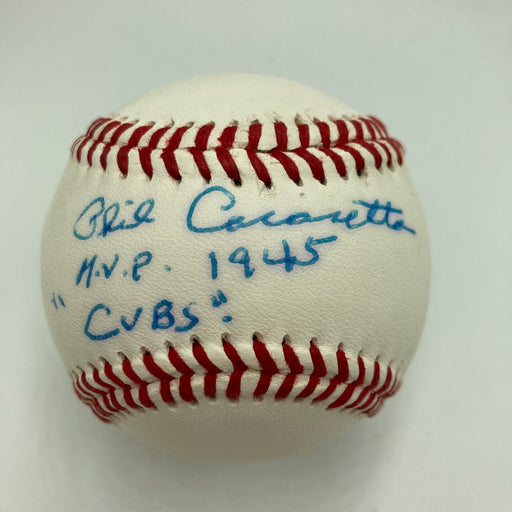 Phil Cavarretta
M.V.P. 1945
"CUBS".